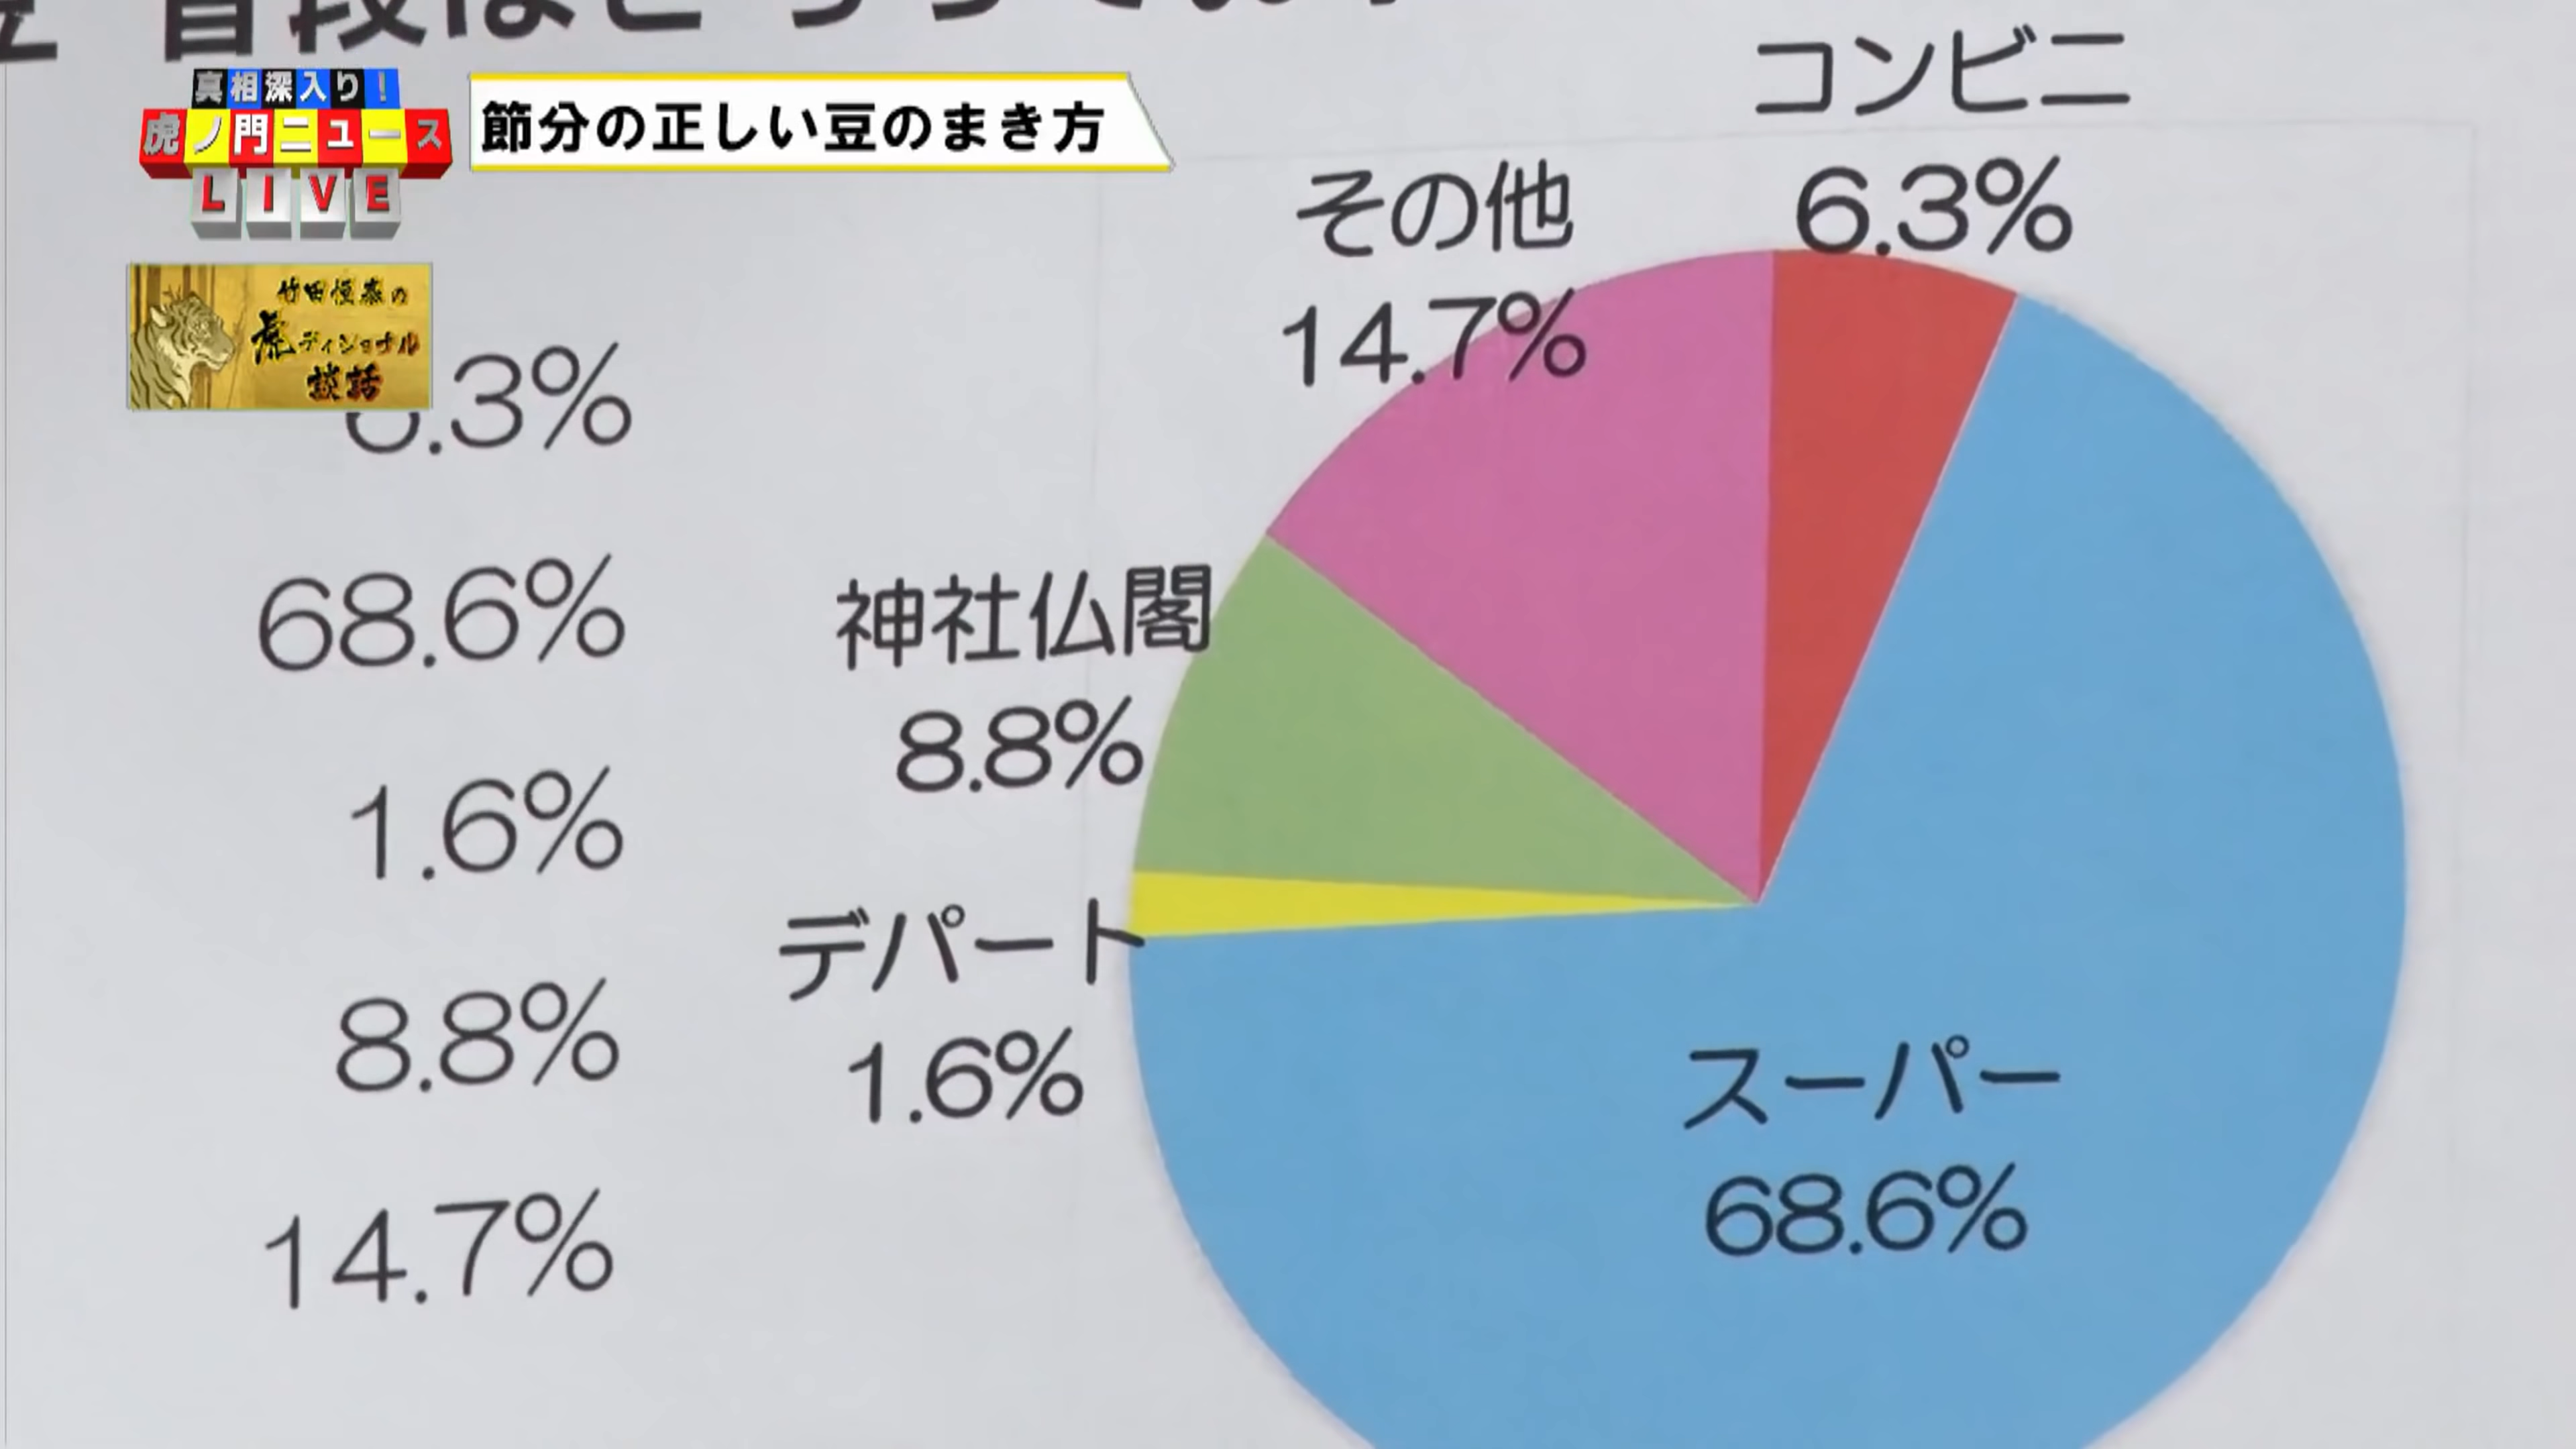 真相深入り!
虎ノ門ニュース
LIVE
節分の正しい豆のまき方
竹田恒泰の
虎ディショナル
談話
コンビニ
6.3%
その他
14.7%
神社仏閣
8.8%
デパート
1.6%
スーパー
68.6%
6.3%
68.6%
1.6%
8.8%
14.7%